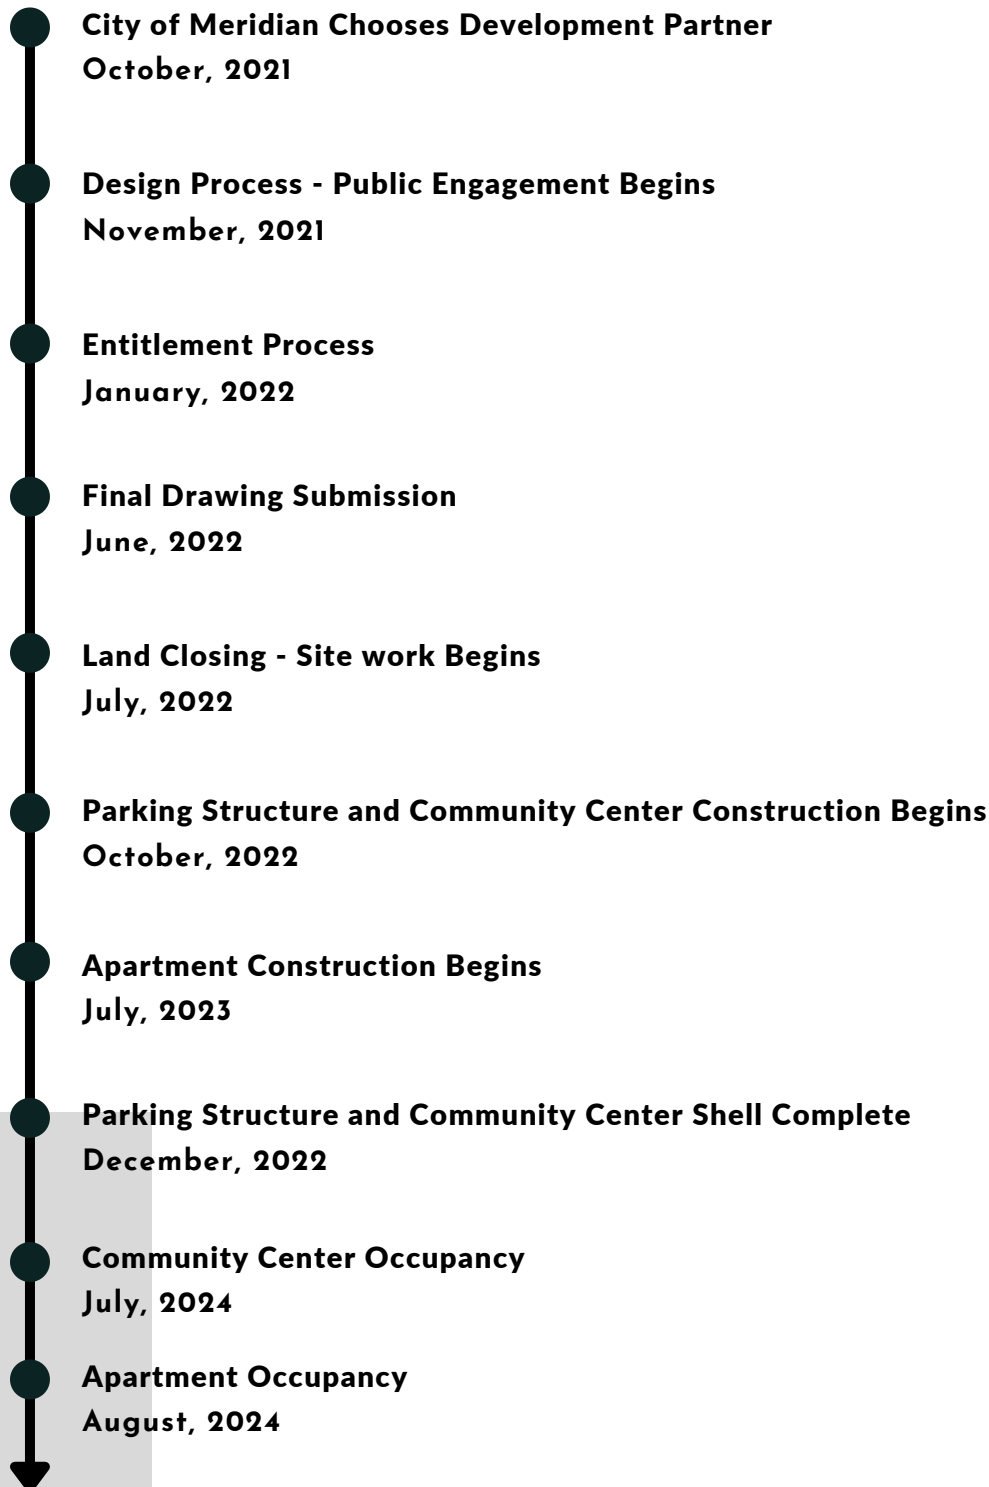 City of Meridian Chooses Development Partner
October, 2021
Design Process - Public Engagement Begins
November, 2021
Entitlement Process
January, 2022
Final Drawing Submission
June, 2022
Land Closing - Site work Begins
July, 2022
Parking Structure and Community Center Construction Begins
October, 2022
Apartment Construction Begins
July, 2023
Parking Structure and Community Center Shell Complete
December, 2022
Community Center Occupancy
July, 2024
Apartment Occupancy
August, 2024